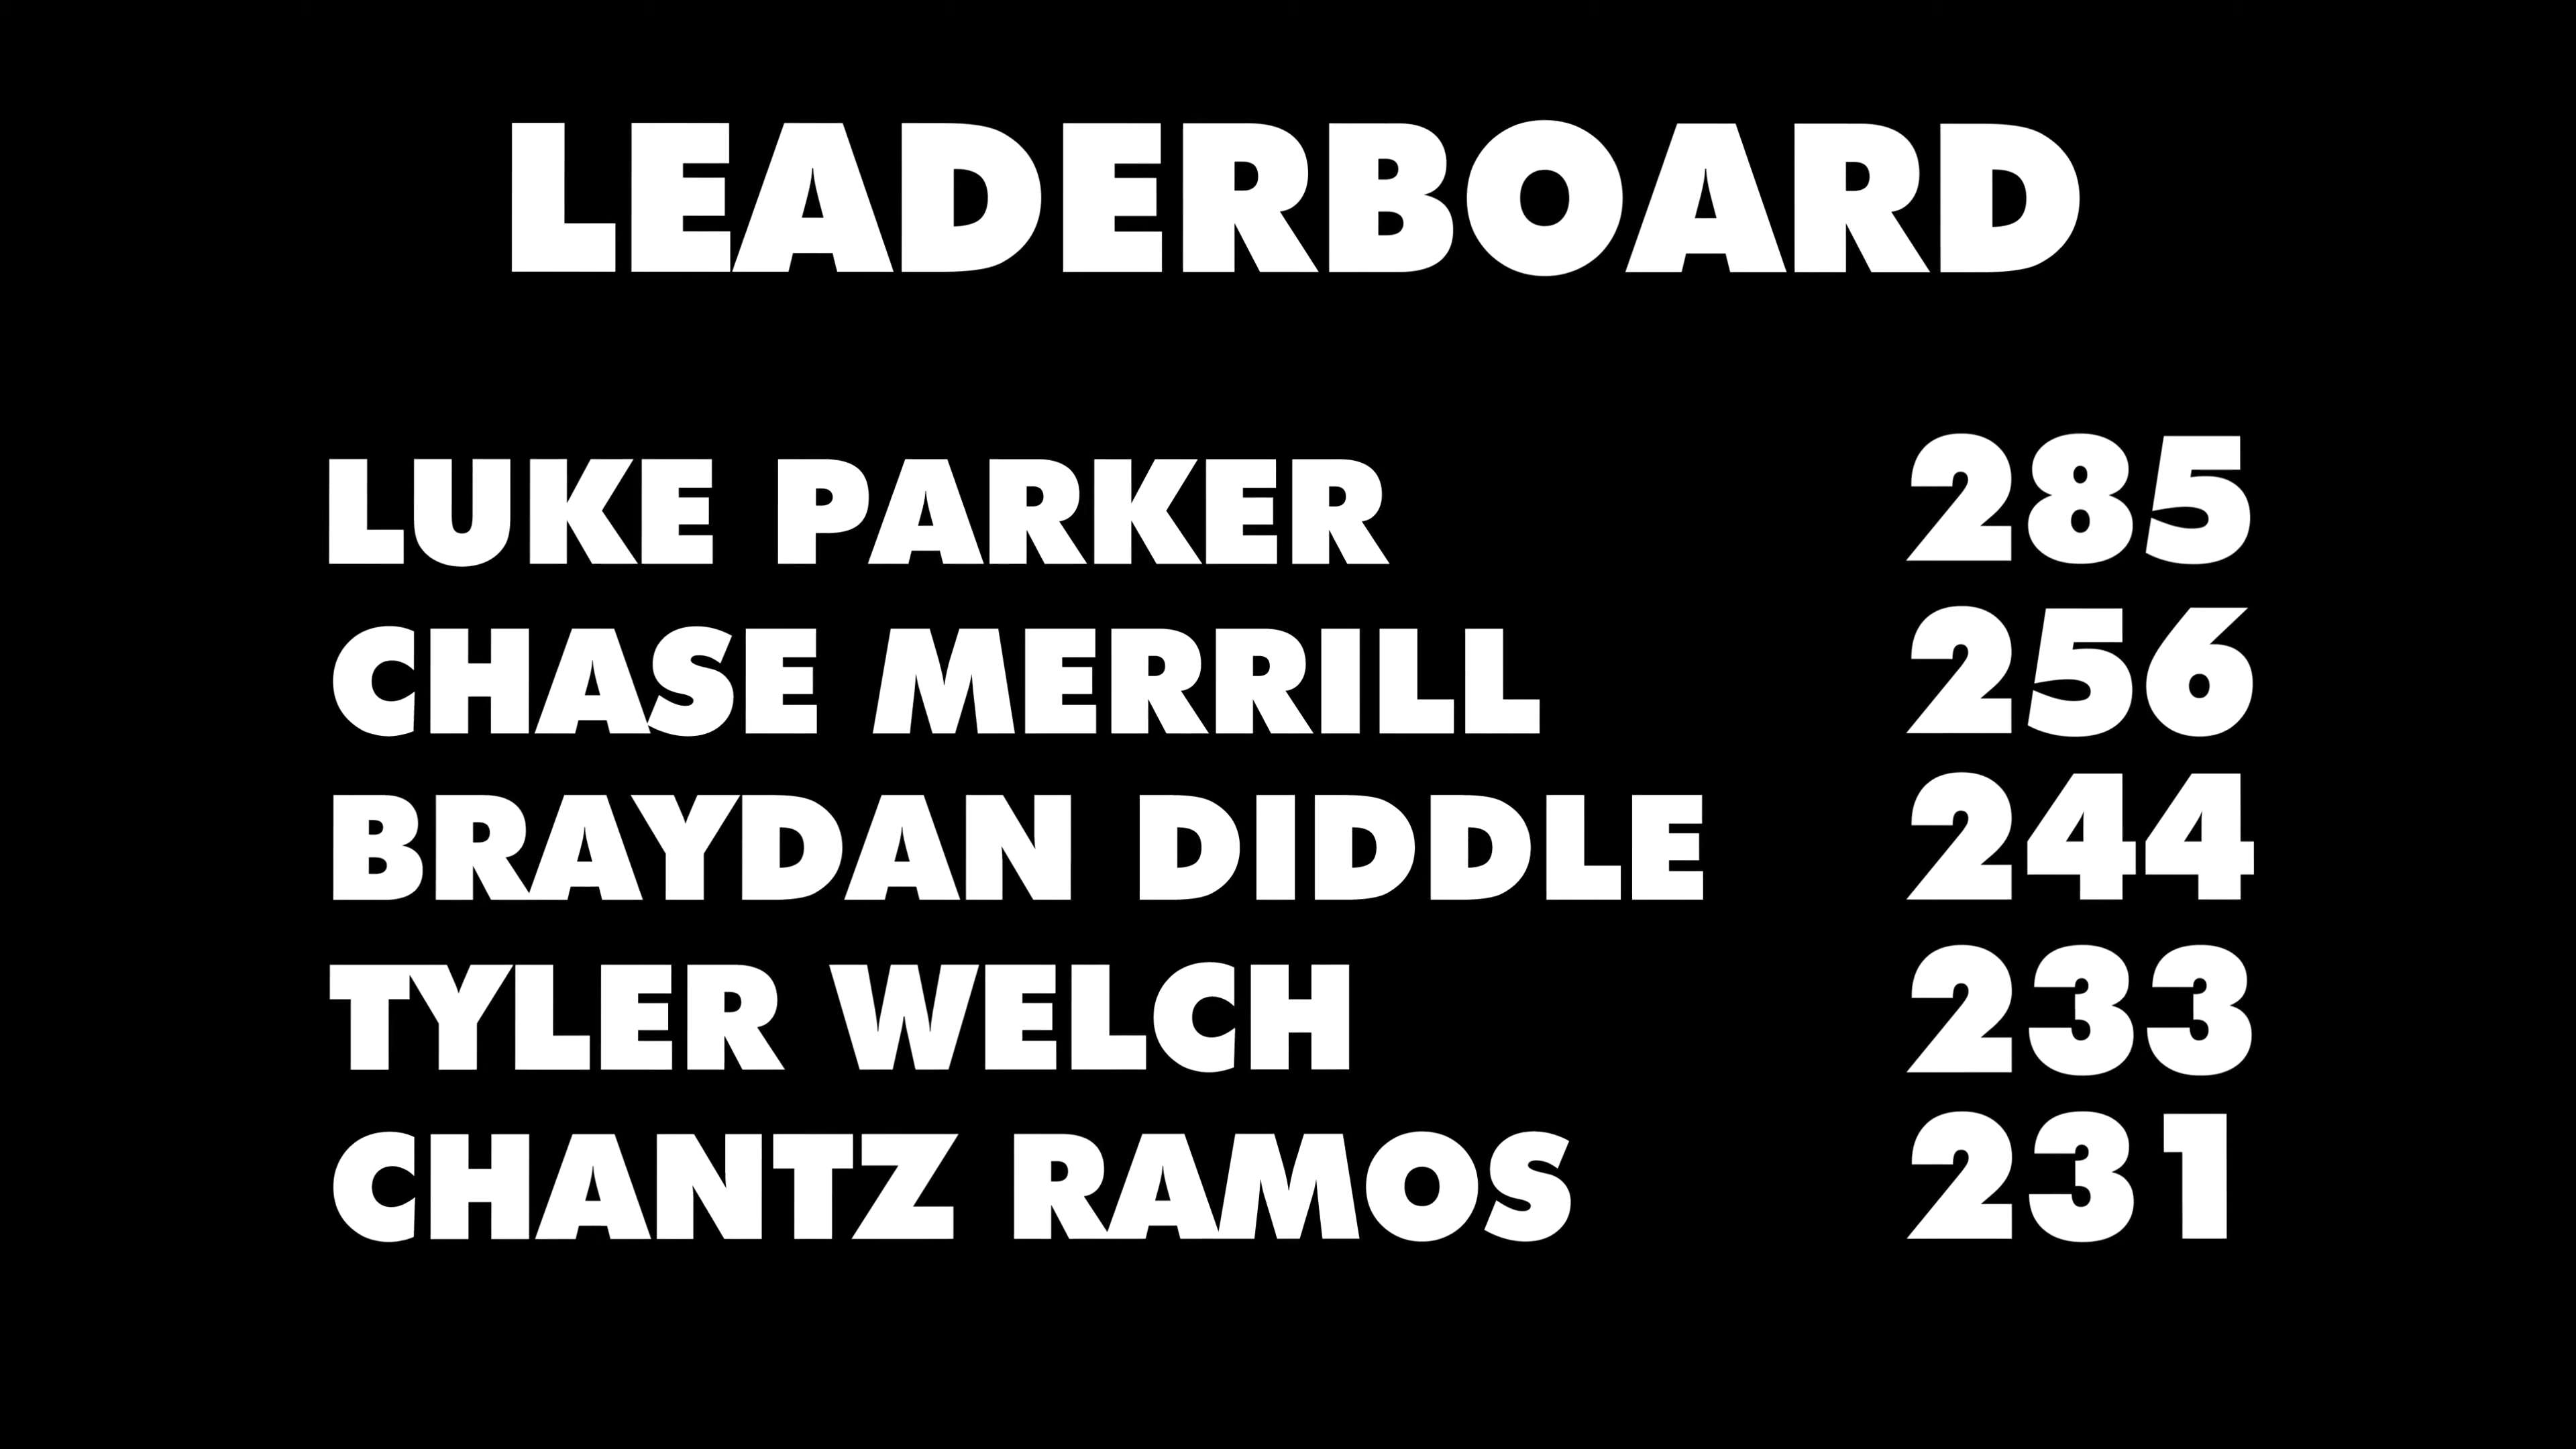 LEADERBOARD
LUKE PARKER 285
CHASE MERRILL 256
BRAYDAN DIDDLE 244
TYLER WELCH 233
CHANTZ RAMOS 231